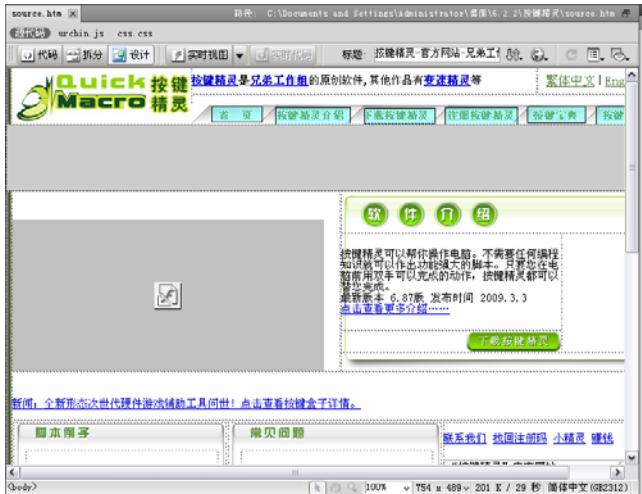 source.htm
路径: C:\Documents and Settings\Administrator\桌面\6.2.2\按键精灵\source.htm
源代码 urchin.js css.css
代码 拆分 设计 实时视图 实时代码 标题: 按键精灵-官方网站-兄弟工
Quick Macro 按键精灵
按键精灵是兄弟工作组的原创软件,其他作品有变速精灵等
繁体中文 | Eng
首 页 按键精灵介绍 下载按键精灵 注册按键精灵 按键宝典 按键
软件介绍
按键精灵可以帮你操作电脑。不需要任何编程
知识就可以作出功能强大的脚本。只要您在电
脑前用双手可以完成的动作，按键精灵都可以
替您完成。
最新版本 6.87版 发布时间 2009.3.3
点击查看更多介绍……
下载按键精灵
新闻：全新形态次世代硬件游戏辅助工具问世！点击查看按键盒子详情。
脚本例子
常见问题
联系我们 找回注册码 小精灵 赚钱
<body>
100% 754 x 489 201 K / 29 秒 简体中文(GB2312)